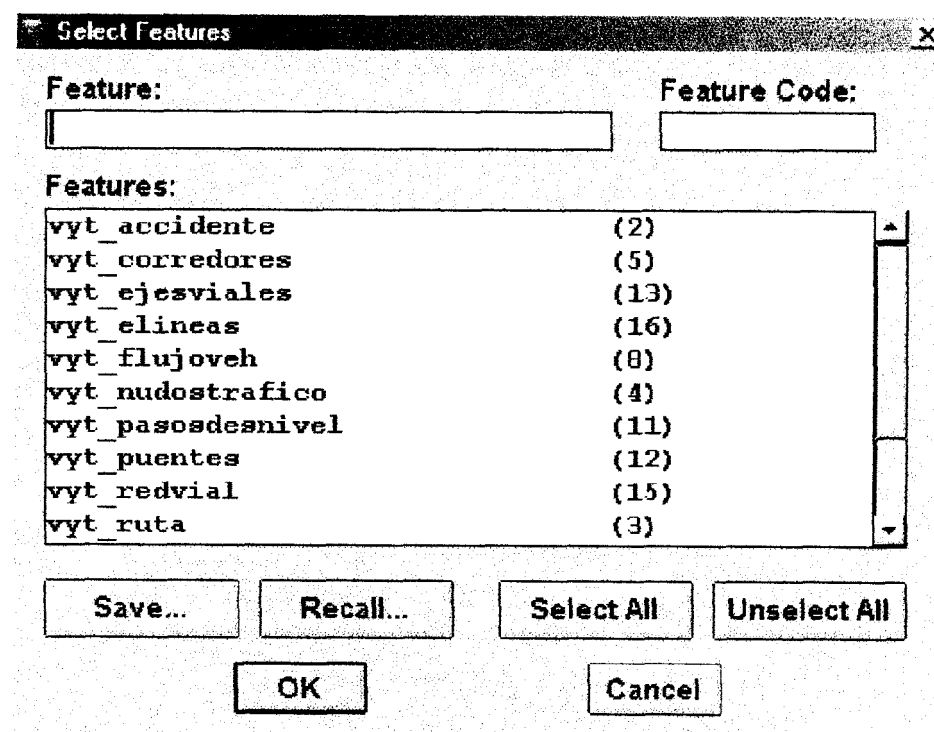 Select Features
Feature: Feature Code:
Features:
vyt_accidente (2)
vyt_corredores (5)
vyt_ejesviales (13)
vyt_elineas (16)
vyt_flujoveh (8)
vyt_nudostrafico (4)
vyt_pasosdesnivel (11)
vyt_puentes (12)
vyt_redvial (15)
vyt_ruta (3)
Save... Recall... Select All Unselect All
OK Cancel